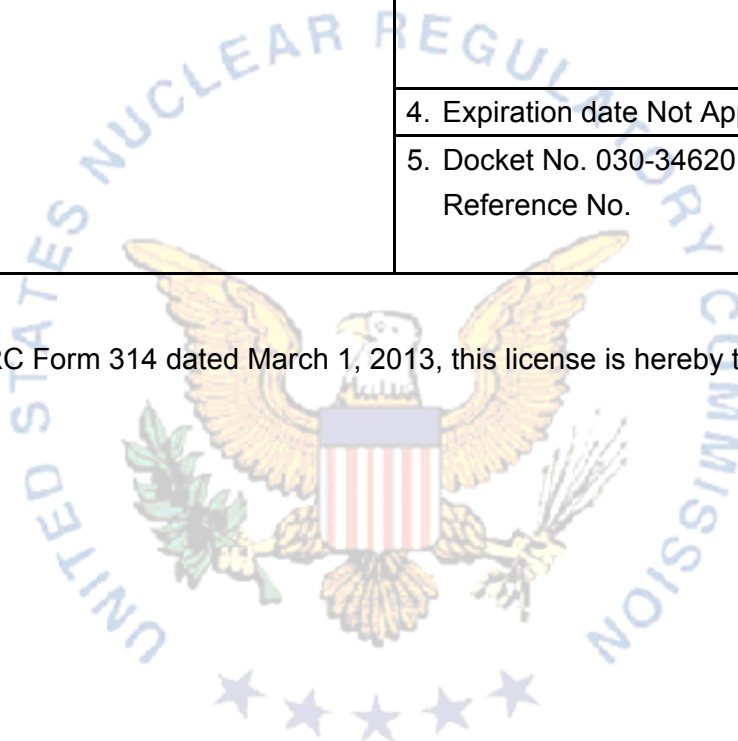 UNITED STATES NUCLEAR REGULATORY COMMISSION
4. Expiration date Not
5. Docket No. 030-34620
Reference No.
Form 314 dated March 1, 2013, this license is hereby